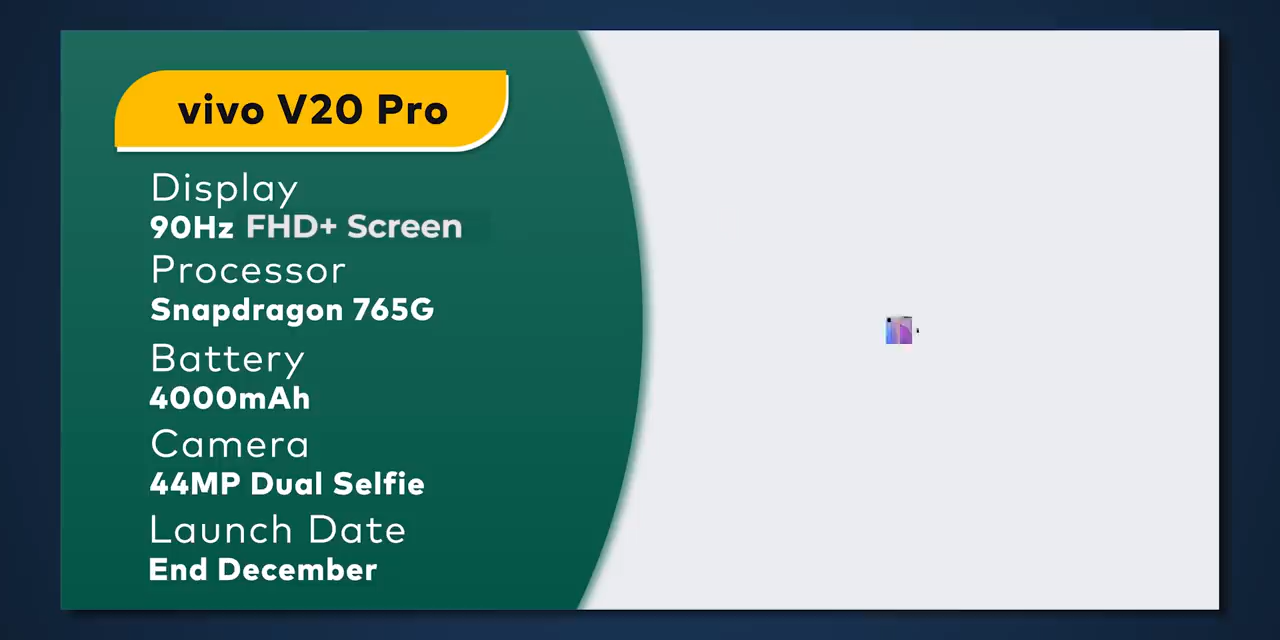 vivo V20 Pro
Display
90Hz FHD+ Screen
Processor
Snapdragon 765G
Battery
4000mAh
Camera
44MP Dual Selfie
Launch Date
End December